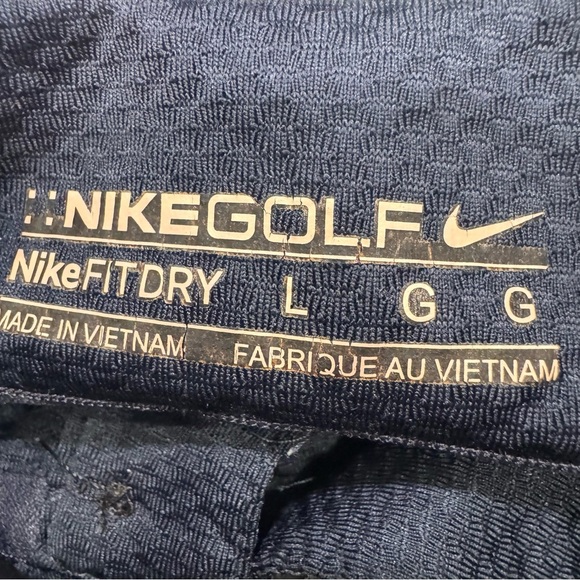 NIKEGOLF
NikeFITDRY L G G
MADE IN VIETNAM FABRIQUE AU VIETNAM